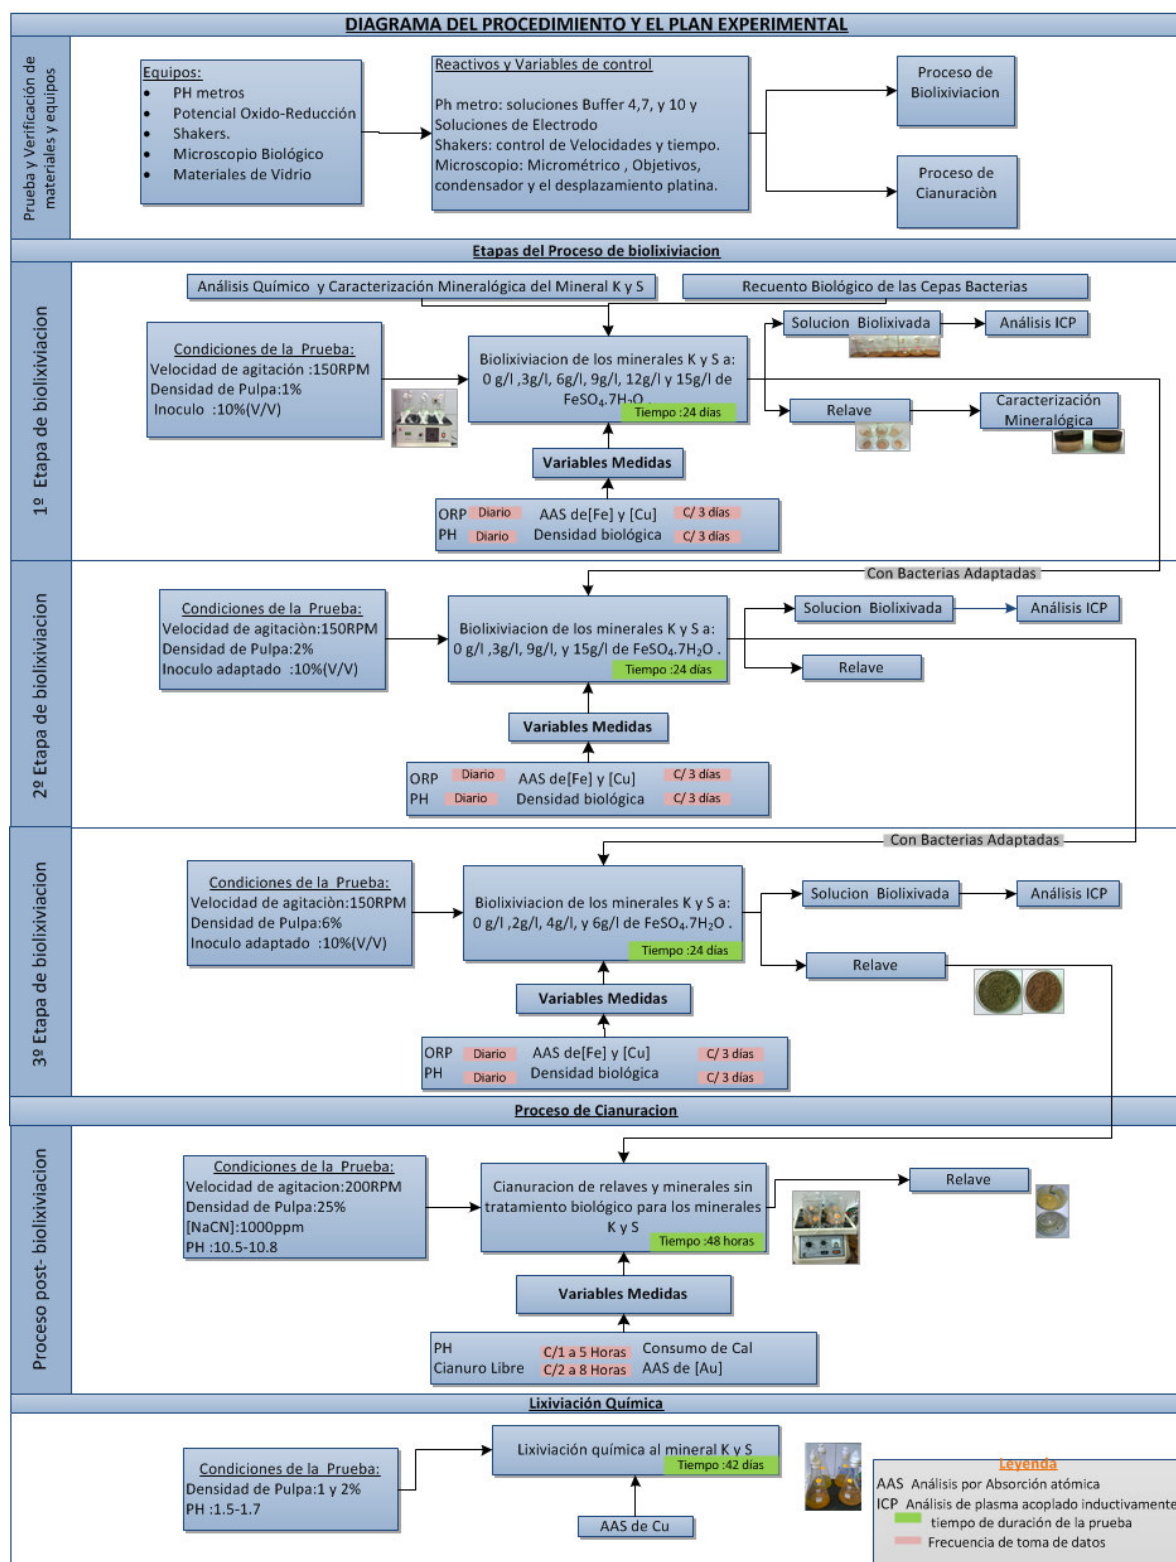 DIAGRAMA DEL PROCEDIMIENTO Y EL PLAN EXPERIMENTAL
Prueba y Verificación de
materiales y equipos
Equipos:
• PH metros
• Potencial Oxido-Reducción
• Shakers.
• Microscopio Biológico
• Materiales de Vidrio
Reactivos y Variables de control
Ph metro: soluciones Buffer 4,7, y 10 y
Soluciones de Electrodo
Shakers: control de Velocidades y tiempo.
Microscopio: Micrométrico , Objetivos,
condensador y el desplazamiento platina.
Proceso de
Biolixiviacion
Proceso de
Cianuraciòn
Etapas del Proceso de biolixiviacion
1º Etapa de biolixiviacion
Análisis Químico y Caracterización Mineralógica del Mineral K y S
Recuento Biológico de las Cepas Bacterias
Condiciones de la Prueba:
Velocidad de agitación :150RPM
Densidad de Pulpa:1%
Inoculo :10%(V/V)
Biolixiviacion de los minerales K y S a:
0 g/l ,3g/l, 6g/l, 9g/l, 12g/l y 15g/l de
FeSO₄.7H₂O .
Tiempo :24 días
Solucion Biolixivada
Análisis ICP
Relave
Caracterización
Mineralógica
Variables Medidas
ORP Diario AAS de[Fe] y [Cu] C/ 3 días
PH Diario Densidad biológica C/ 3 días
2º Etapa de biolixiviacion
Con Bacterias Adaptadas
Condiciones de la Prueba:
Velocidad de agitaciòn:150RPM
Densidad de Pulpa:2%
Inoculo adaptado :10%(V/V)
Biolixiviacion de los minerales K y S a:
0 g/l ,3g/l, 9g/l, y 15g/l de FeSO₄.7H₂O .
Tiempo :24 días
Solucion Biolixivada
Análisis ICP
Relave
Variables Medidas
ORP Diario AAS de[Fe] y [Cu] C/ 3 días
PH Diario Densidad biológica C/ 3 días
3º Etapa de biolixiviacion
Con Bacterias Adaptadas
Condiciones de la Prueba:
Velocidad de agitaciòn:150RPM
Densidad de Pulpa:6%
Inoculo adaptado :10%(V/V)
Biolixiviacion de los minerales K y S a:
0 g/l ,2g/l, 4g/l, y 6g/l de FeSO₄.7H₂O .
Tiempo :24 días
Solucion Biolixivada
Análisis ICP
Relave
Variables Medidas
ORP Diario AAS de[Fe] y [Cu] C/ 3 días
PH Diario Densidad biológica C/ 3 días
Proceso de Cianuracion
Proceso post- biolixiviacion
Condiciones de la Prueba:
Velocidad de agitacion:200RPM
Densidad de Pulpa:25%
[NaCN]:1000ppm
PH :10.5-10.8
Cianuracion de relaves y minerales sin
tratamiento biológico para los minerales
K y S
Tiempo :48 horas
Relave
Variables Medidas
PH C/1 a 5 Horas Consumo de Cal
Cianuro Libre C/2 a 8 Horas AAS de [Au]
Lixiviación Química
Condiciones de la Prueba:
Densidad de Pulpa:1 y 2%
PH :1.5-1.7
Lixiviación química al mineral K y S
Tiempo :42 días
AAS de Cu
Leyenda
AAS Análisis por Absorción atómica
ICP Análisis de plasma acoplado inductivamente
tiempo de duración de la prueba
Frecuencia de toma de datos